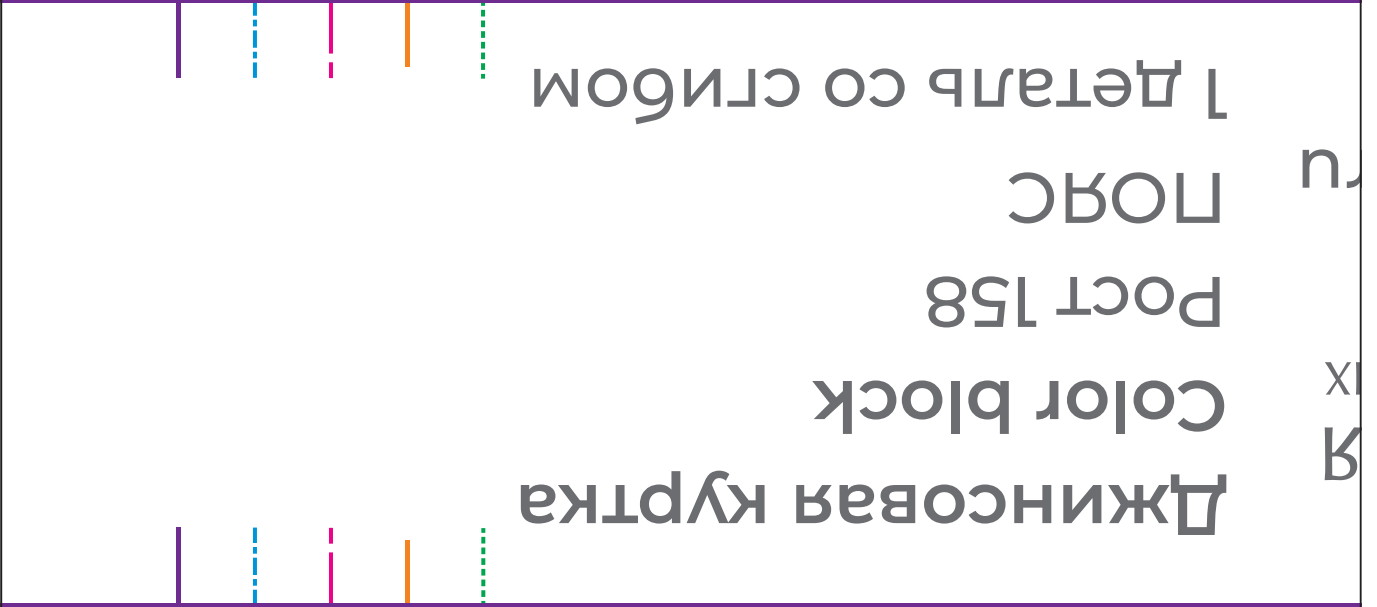 Джинсовая куртка
Color block
Рост 158
ПОЯС
1 деталь со сгибом